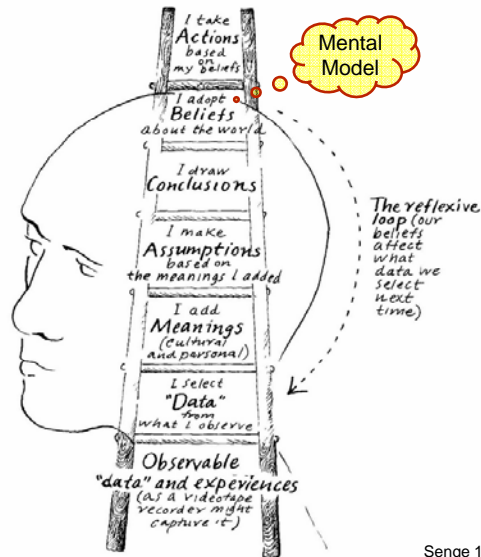 I take
Actions
based
on
my beliefs
Mental
Model
I adopt
Beliefs
about the world
I draw
Conclusions
I make
Assumptions
based on
the meanings I added
I add
Meanings
(cultural
and personal)
I select
"Data"
from
what I observe
Observable
"data" and experiences
(as a videotape
recorder might
capture it)
The reflexive
loop (our
beliefs
affect
what
data we
select
next
time)
Senge 1